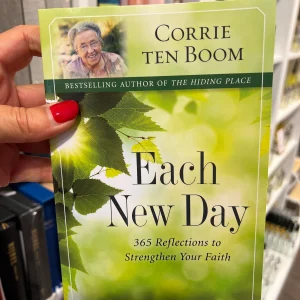 CORRIE
TEN BOOM
BESTSELLING AUTHOR OF THE HIDING PLACE
Each
New Day
365 Reflections to
Strengthen Your Faith